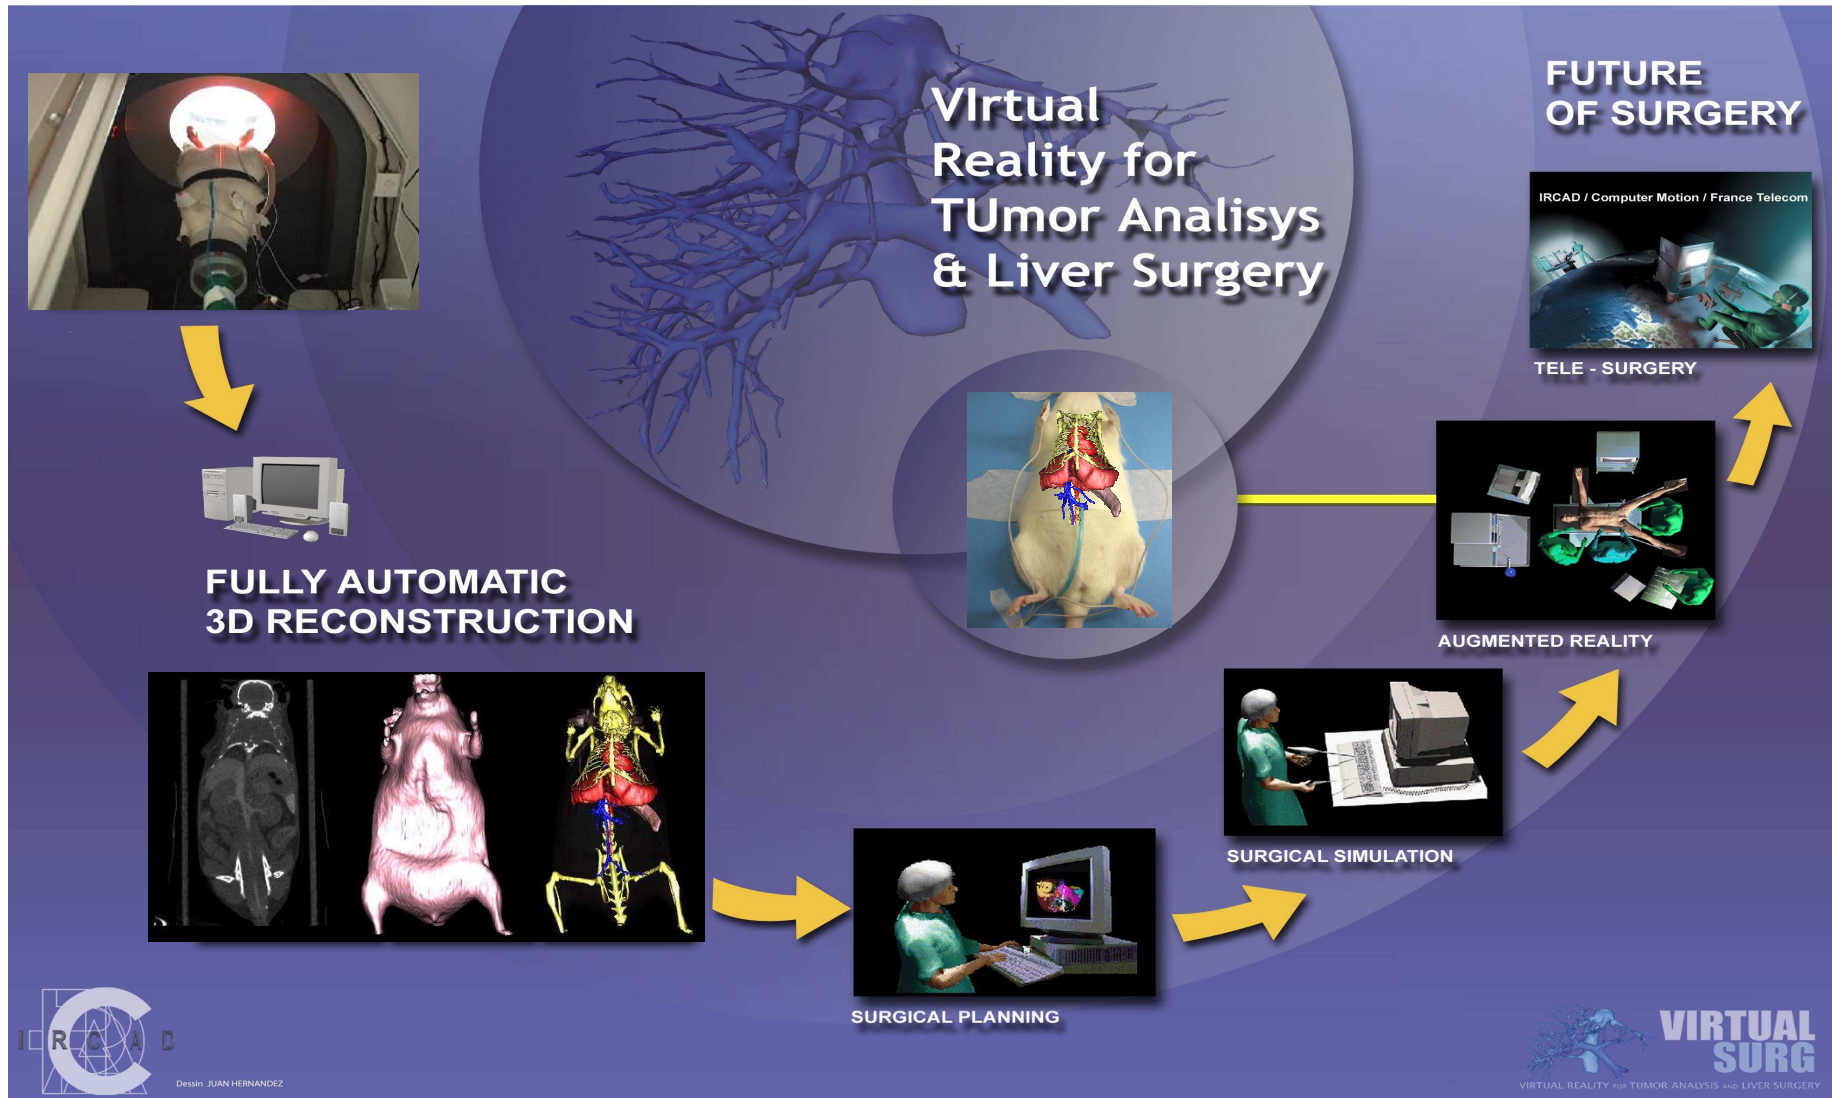 VIrtual
Reality for
TUmor Analisys
& Liver Surgery
FUTURE
OF SURGERY
IRCAD / Computer Motion / France Telecom
TELE - SURGERY
FULLY AUTOMATIC
3D RECONSTRUCTION
AUGMENTED REALITY
SURGICAL SIMULATION
SURGICAL PLANNING
IRCAD
Dessin JUAN HERNANDEZ
VIRTUAL
SURG
VIRTUAL REALITY FOR TUMOR ANALYSIS AND LIVER SURGERY